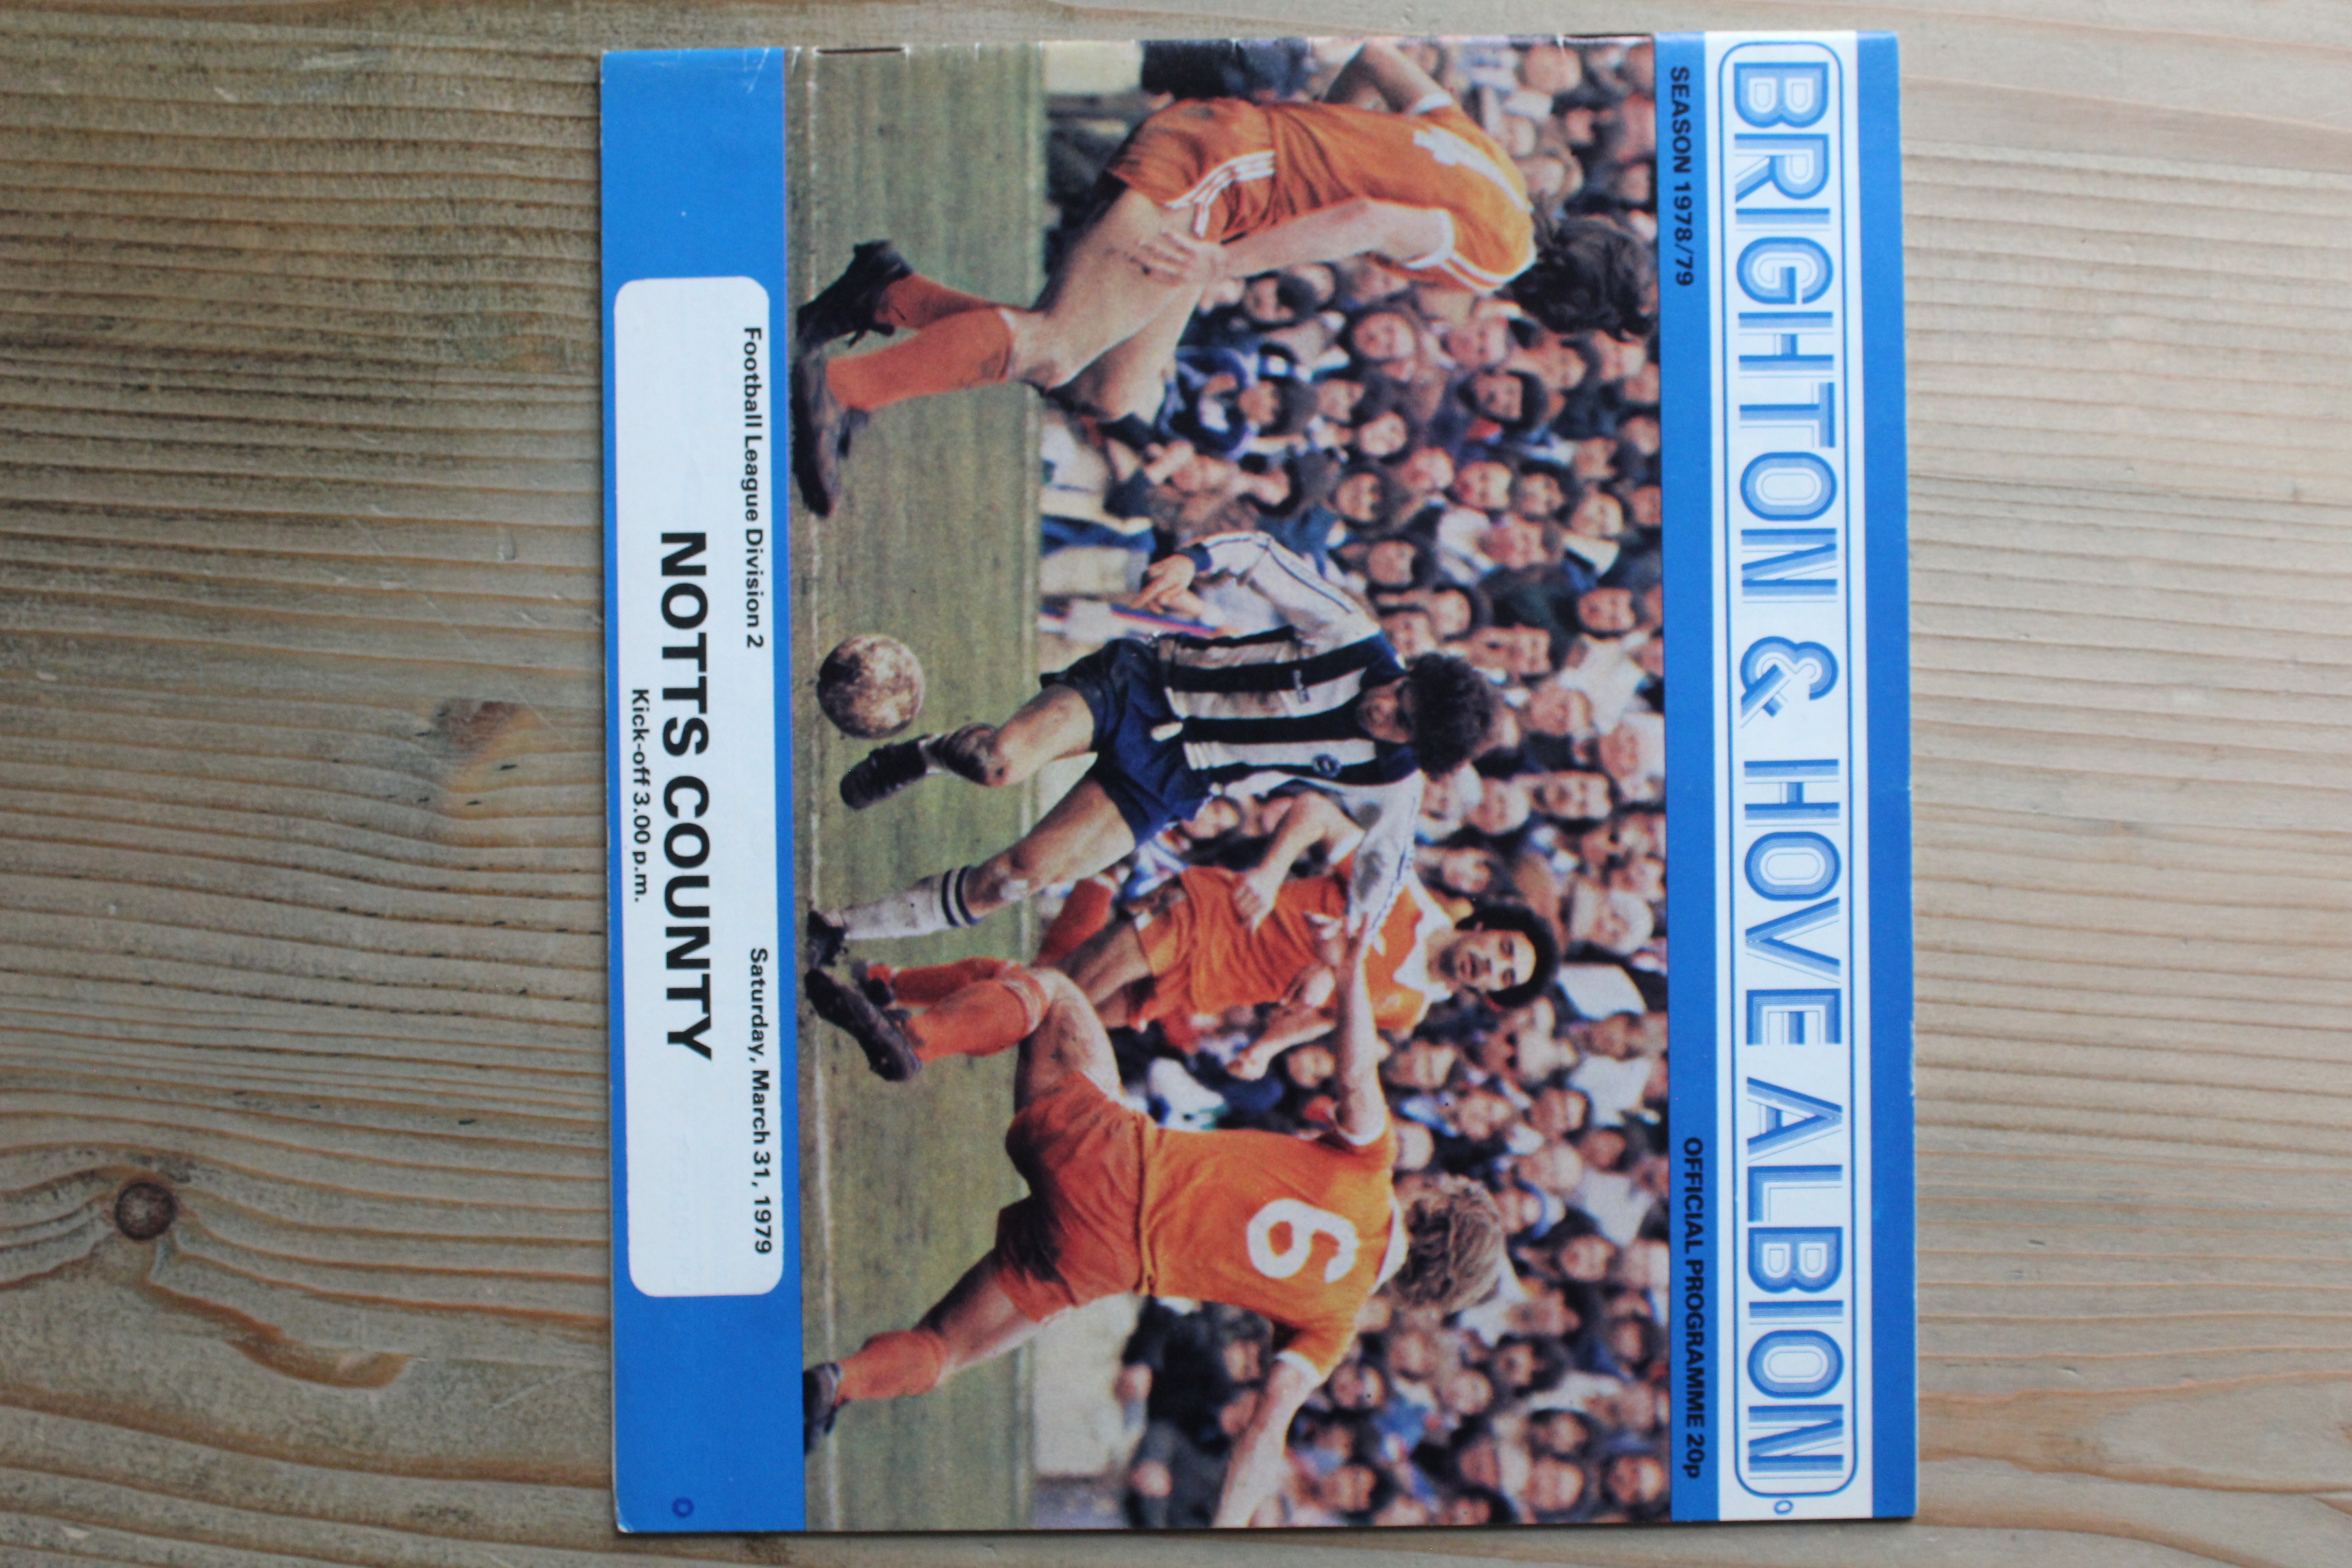 BRIGHTON & HOVE ALBION
SEASON 1978/79
OFFICIAL PROGRAMME 20p
6
Football League Division 2
Saturday, March 31, 1979
NOTTS COUNTY
Kick-off 3.00 p.m.